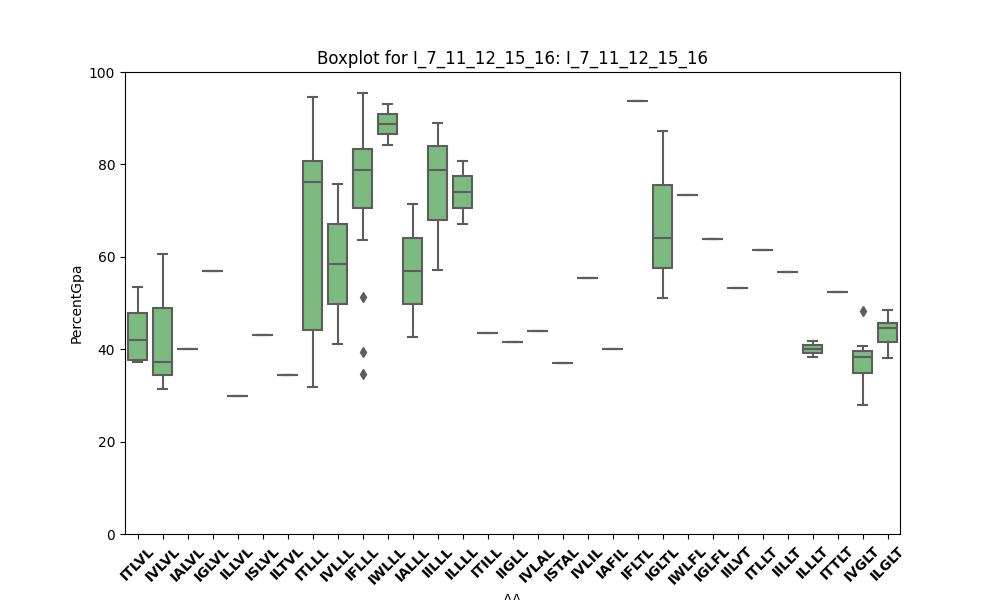 Boxplot for I_7_11_12_15_16: I_7_11_12_15_16
PercentGpa
100
80
60
40
20
0
ITLVL
IVLVL
IALVL
IGLVL
ILLVL
ISLVL
ILTVL
ITLLL
IVLLL
IFLLL
IWLLL
IALLL
IILLL
ILLLL
ITILL
IIGLL
IVLAL
ISTAL
IVLIL
IAFIL
IFLTL
IGLTL
IWLFL
IGLFL
IILVT
ITLLT
IILLT
ILLLT
ITTLT
IVGLT
ILGLT
AA